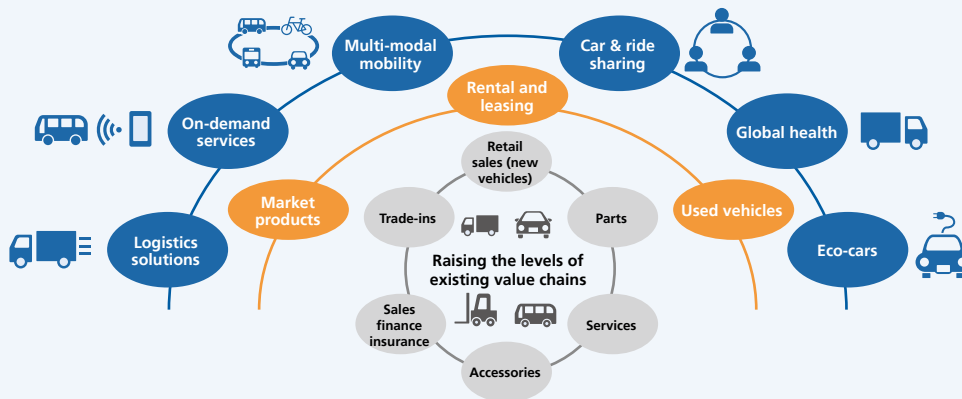 Multi-modal
mobility
Car & ride
sharing
Rental and
leasing
On-demand
services
Global health
Retail
sales (new
vehicles)
Market
products
Trade-ins
Parts
Used vehicles
Logistics
solutions
Eco-cars
Raising the levels of
existing value chains
Sales
finance
insurance
Services
Accessories